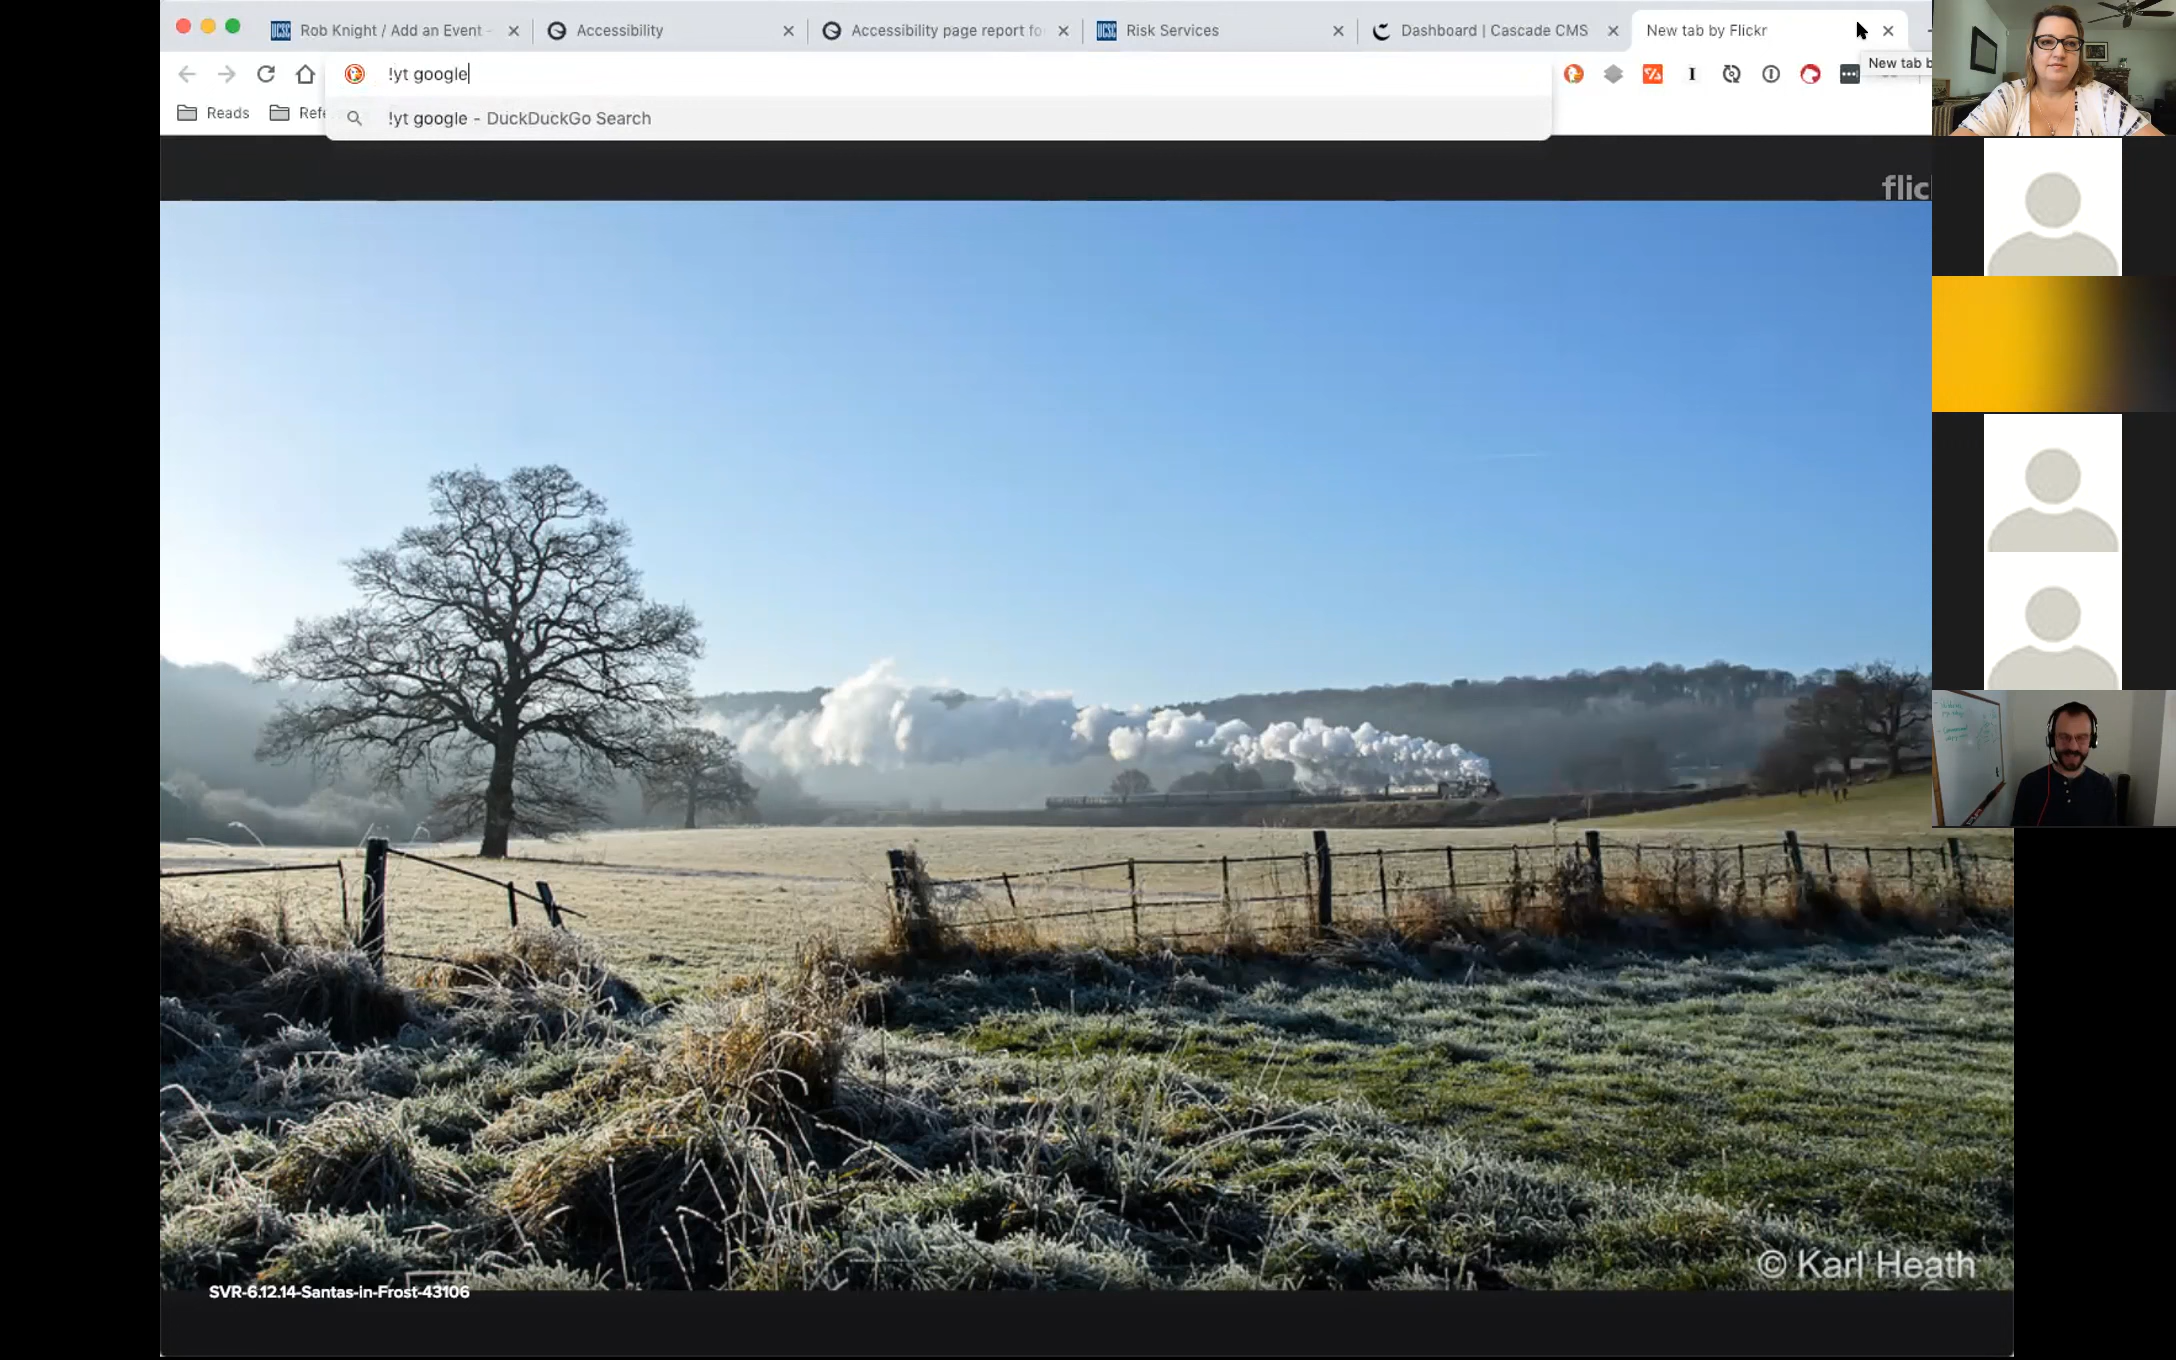 Rob Knight / Add an Event -
Accessibility
Accessibility page report fo
Risk Services
Dashboard | Cascade CMS
New tab by Flickr
!yt google
New tab b
Reads
Refe
!yt google - DuckDuckGo Search
flic
© Karl Heath
SVR-6.12.14-Santas-in-Frost-43106